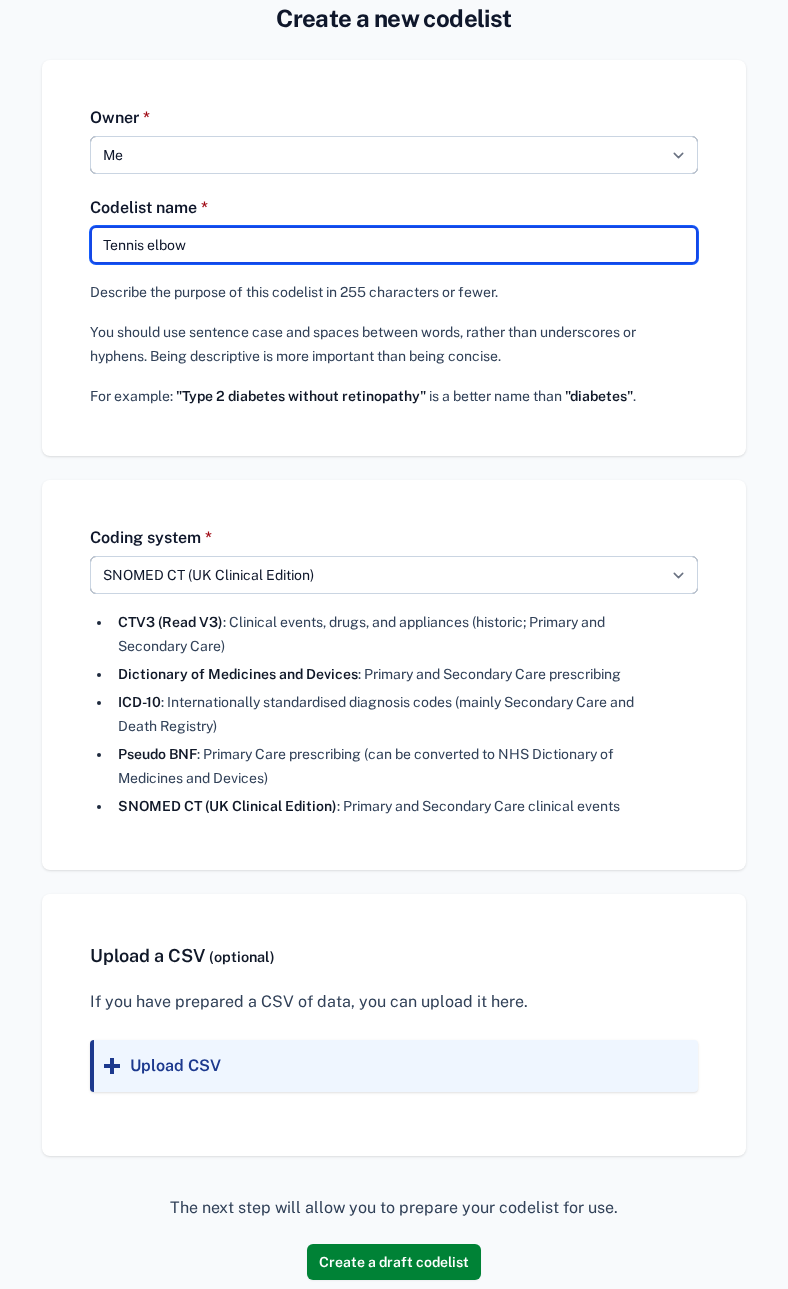 Create a new codelist
Owner *
Me
Codelist name *
Tennis elbow
Describe the purpose of this codelist in 255 characters or fewer.
You should use sentence case and spaces between words, rather than underscores or
hyphens. Being descriptive is more important than being concise.
For example: "Type 2 diabetes without retinopathy" is a better name than "diabetes".
Coding system *
SNOMED CT (UK Clinical Edition)
• CTV3 (Read V3): Clinical events, drugs, and appliances (historic; Primary and
Secondary Care)
• Dictionary of Medicines and Devices: Primary and Secondary Care prescribing
• ICD-10: Internationally standardised diagnosis codes (mainly Secondary Care and
Death Registry)
• Pseudo BNF: Primary Care prescribing (can be converted to NHS Dictionary of
Medicines and Devices)
• SNOMED CT (UK Clinical Edition): Primary and Secondary Care clinical events
Upload a CSV (optional)
If you have prepared a CSV of data, you can upload it here.
Upload CSV
The next step will allow you to prepare your codelist for use.
Create a draft codelist